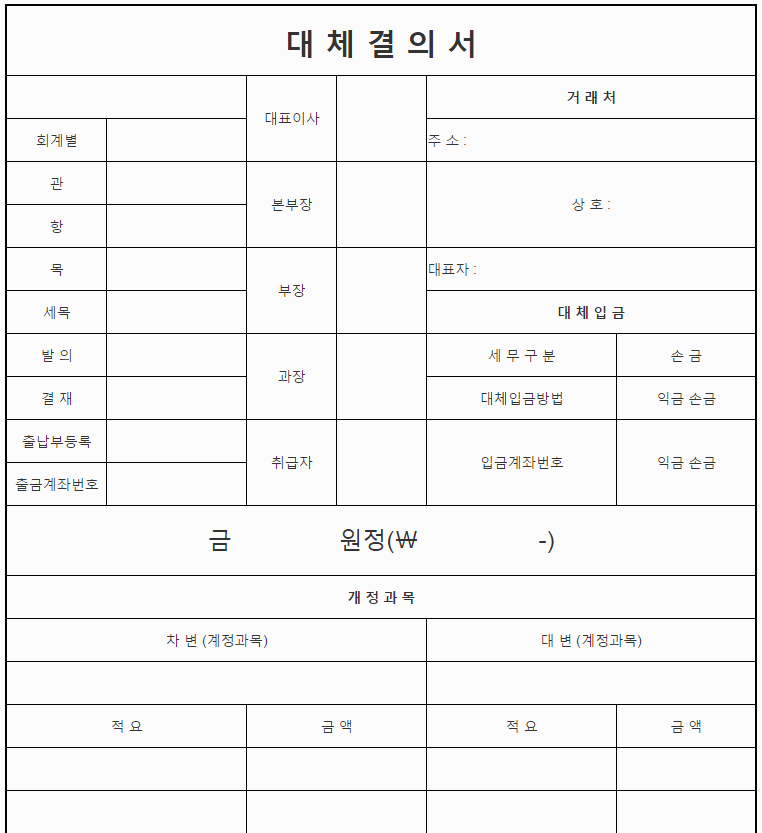 대 체 결 의 서
대표이사
거 래 처
회계별
주 소 :
관
본부장
상 호 :
항
목
부장
대표자 :
세목
대 체 입 금
발 의
과장
세 무 구 분
손 금
결 재
대체입금방법
익금 손금
출납부등록
취급자
입금계좌번호
익금 손금
출금계좌번호
금 원정(₩ -)
개 정 과 목
차 변 (계정과목)
대 변 (계정과목)
적 요
금 액
적 요
금 액